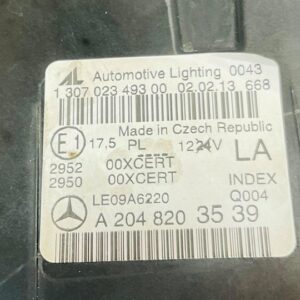 AL Automotive Lighting 0043
1 307 023 493 00 02.02.13 668
Made in Czech Republic
E1 17,5 PL 12 V LA
2952 00XCERT
2950 00XCERT INDEX
LE09A6220 Q004
A 204 820 35 39